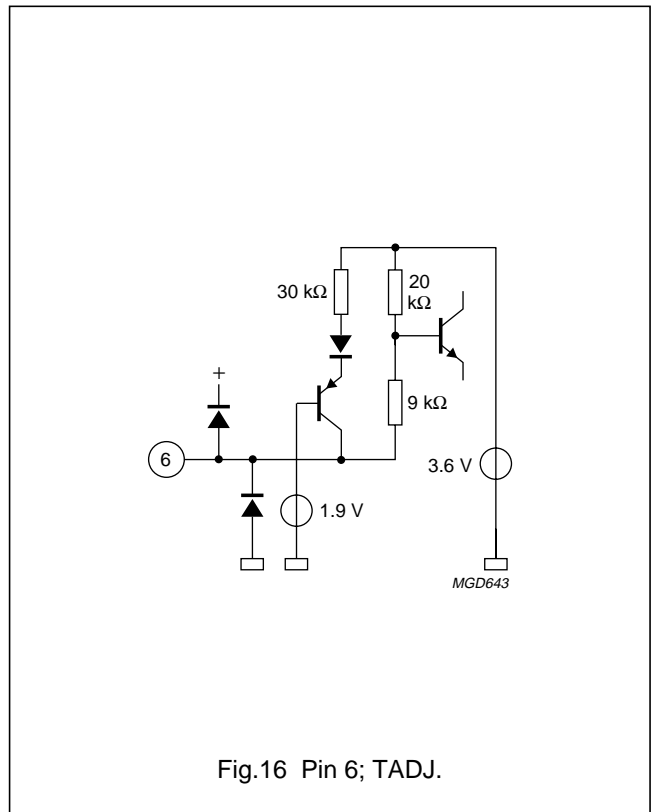 30 kΩ
20
kΩ
+
9 kΩ
6
3.6 V
1.9 V
MGD643
Fig.16 Pin 6; TADJ.